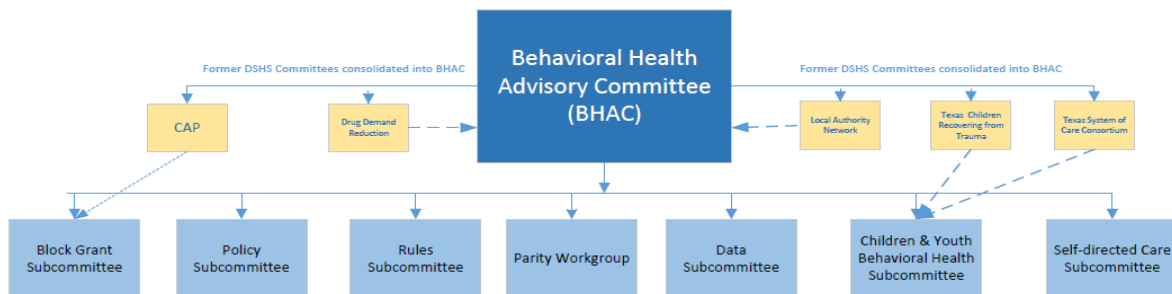 Behavioral Health
Advisory Committee
(BHAC)
Former DSHS Committees consolidated into BHAC
Former DSHS Committees consolidated into BHAC
CAP
Drug Demand
Reduction
Local Authority
Network
Texas Children
Recovering from
Trauma
Texas System of
Care Consortium
Block Grant
Subcommittee
Policy
Subcommittee
Rules
Subcommittee
Parity Workgroup
Data
Subcommittee
Children & Youth
Behavioral Health
Subcommittee
Self-directed Care
Subcommittee